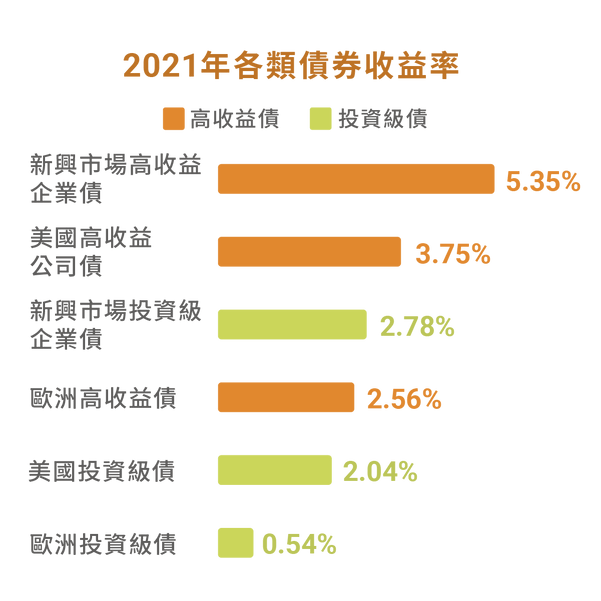 2021年各類債券收益率
高收益債 投資級債
新興市場高收益
企業債
5.35%
美國高收益
公司債
3.75%
新興市場投資級
企業債
2.78%
歐洲高收益債
2.56%
美國投資級債
2.04%
歐洲投資級債
0.54%